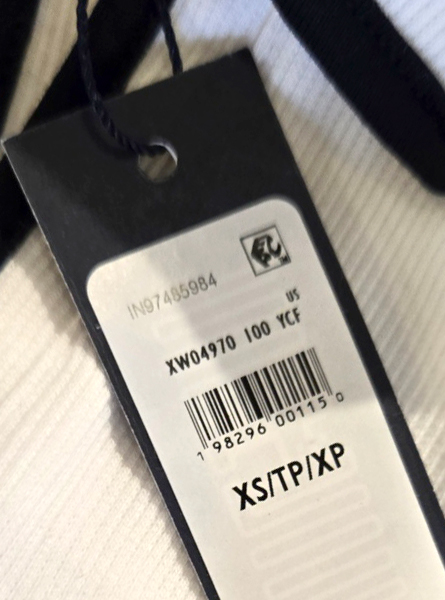 IN97485984
US
XW04970 100 YCF
1 98296 00115 0
XS/TP/XP